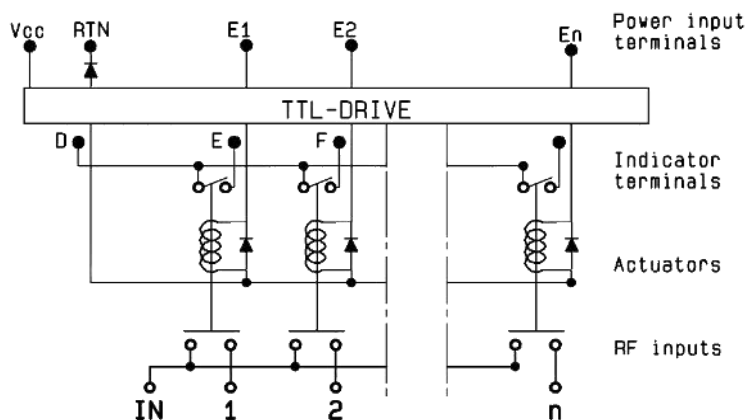 Vcc RTN E1 E2 En Power input
terminals
TTL-DRIVE
D E F Indicator
terminals
Actuators
RF inputs
IN 1 2 n